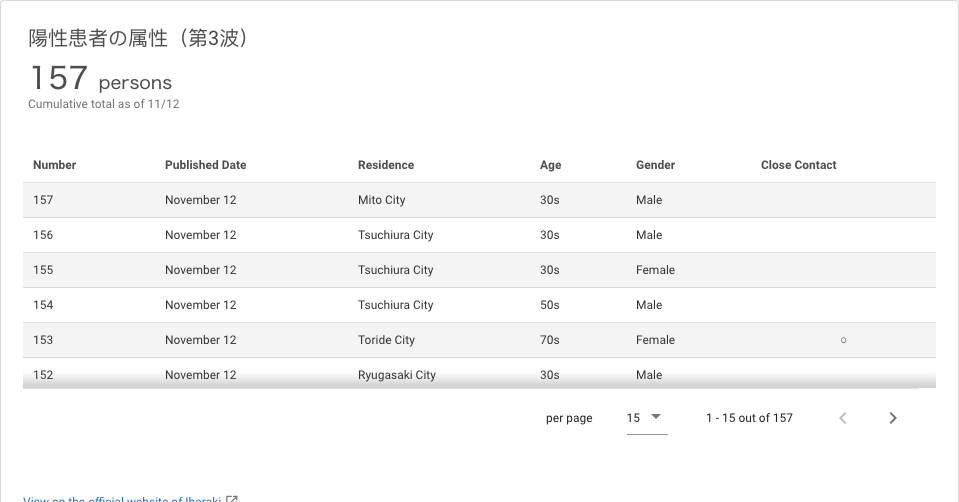 陽性患者の属性（第3波）
157 persons
Cumulative total as of 11/12
Number Published Date Residence Age Gender Close Contact
157 November 12 Mito City 30s Male
156 November 12 Tsuchiura City 30s Male
155 November 12 Tsuchiura City 30s Female
154 November 12 Tsuchiura City 50s Male
153 November 12 Toride City 70s Female ○
152 November 12 Ryugasaki City 30s Male
per page 15 1 - 15 out of 157
View on the official website of Ibaraki